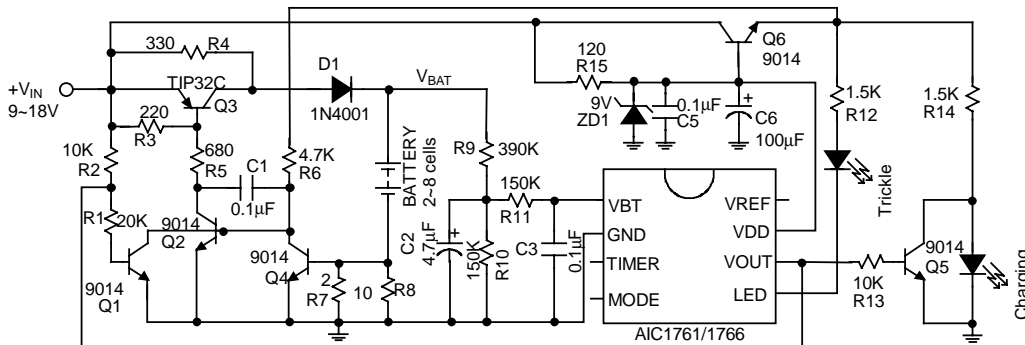 330 R4
+VIN
9~18V
TIP32C
Q3
D1
1N4001
VBAT
220
R3
10K
R2
680
R5
C1
0.1μF
4.7K
R6
R1
20K
9014
Q1
9014
Q2
9014
Q4
BATTERY
2~8 cells
2
R7
10
R8
R9
390K
150K
R11
C2
4.7μF
150K
R10
C3
0.1μF
120
R15
9V
ZD1
0.1μF
C5
C6
100μF
Q6
9014
1.5K
R12
1.5K
R14
Trickle
VBT
GND
TIMER
MODE
VREF
VDD
VOUT
LED
AIC1761/1766
10K
R13
9014
Q5
Charging